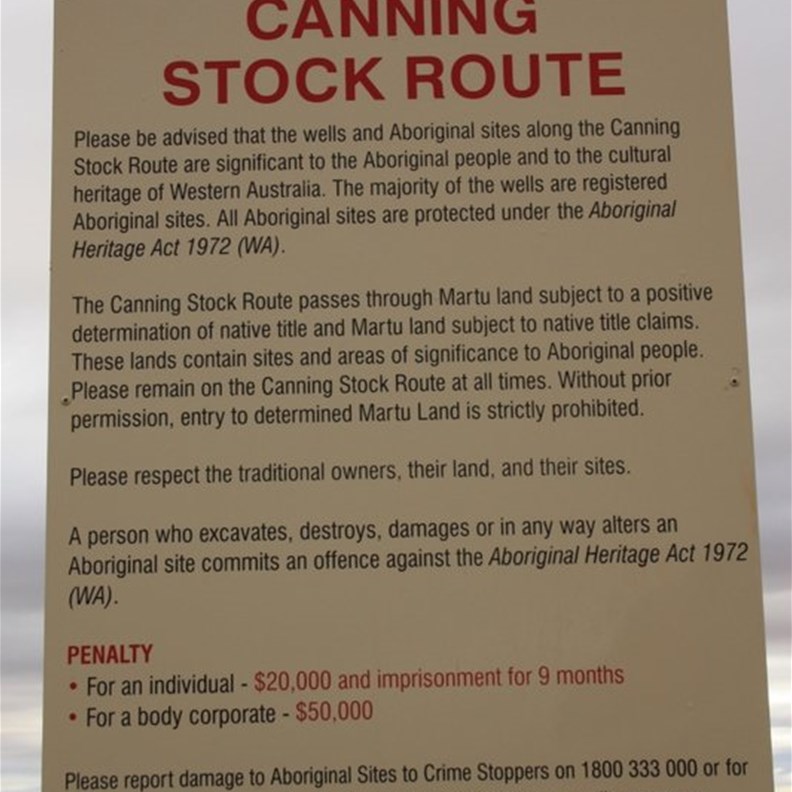 CANNING
STOCK ROUTE
Please be advised that the wells and Aboriginal sites along the Canning
Stock Route are significant to the Aboriginal people and to the cultural
heritage of Western Australia. The majority of the wells are registered
Aboriginal sites. All Aboriginal sites are protected under the Aboriginal
Heritage Act 1972 (WA).
The Canning Stock Route passes through Martu land subject to a positive
determination of native title and Martu land subject to native title claims.
These lands contain sites and areas of significance to Aboriginal people.
Please remain on the Canning Stock Route at all times. Without prior
permission, entry to determined Martu Land is strictly prohibited.
Please respect the traditional owners, their land, and their sites.
A person who excavates, destroys, damages or in any way alters an
Aboriginal site commits an offence against the Aboriginal Heritage Act 1972
(WA).
PENALTY
• For an individual - $20,000 and imprisonment for 9 months
• For a body corporate - $50,000
Please report damage to Aboriginal Sites to Crime Stoppers on 1800 333 000 or for